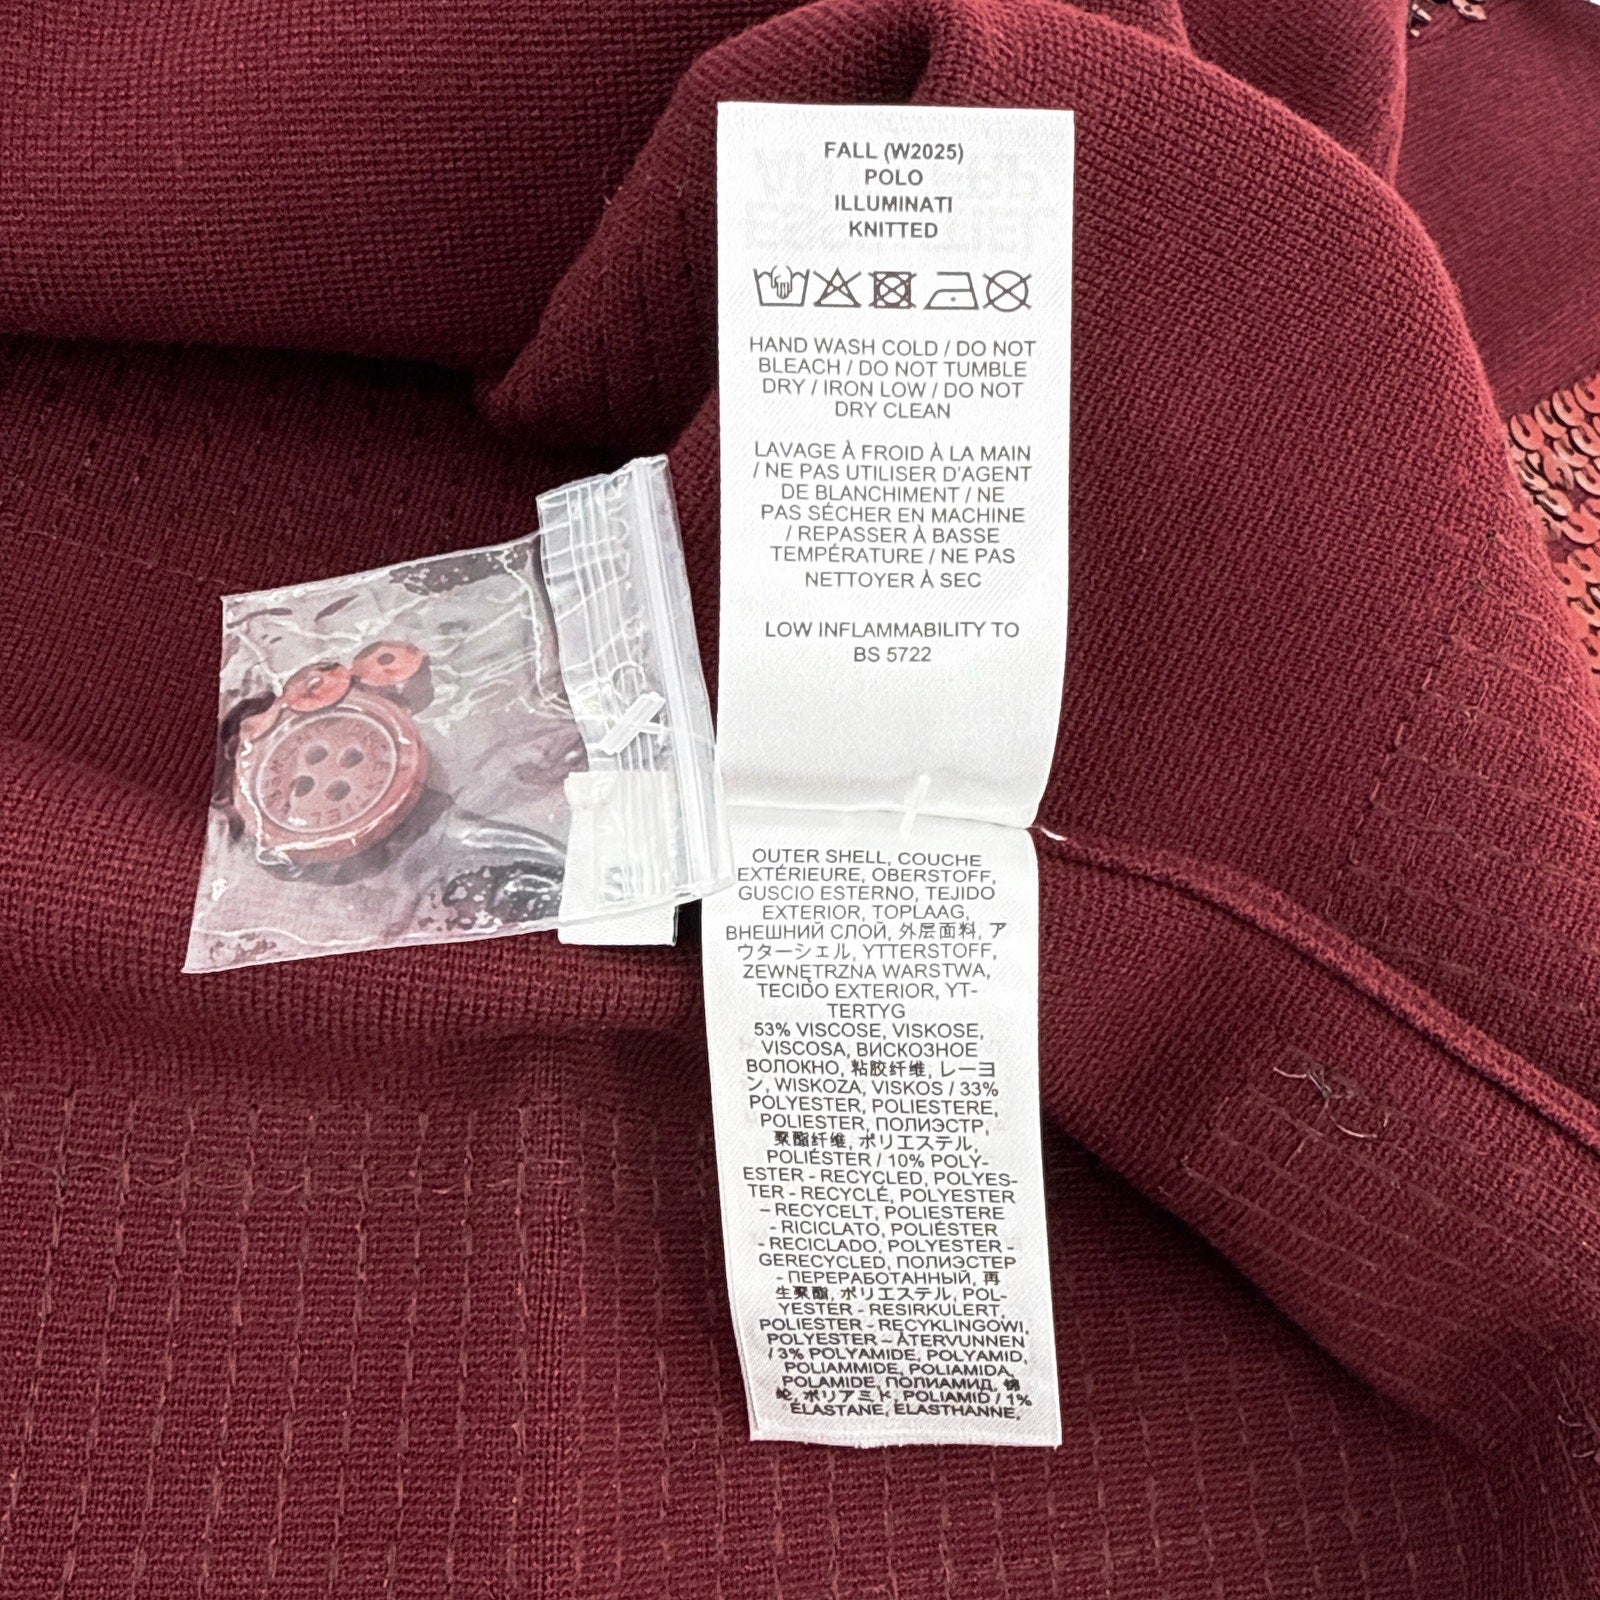 FALL (W2025)
POLO
ILLUMINATI
KNITTED
HAND WASH COLD / DO NOT
BLEACH / DO NOT TUMBLE
DRY / IRON LOW / DO NOT
DRY CLEAN
LAVAGE À FROID À LA MAIN
/ NE PAS UTILISER D'AGENT
DE BLANCHIMENT / NE
PAS SÉCHER EN MACHINE
/ REPASSER À BASSE
TEMPÉRATURE / NE PAS
NETTOYER À SEC
LOW INFLAMMABILITY TO
BS 5722
OUTER SHELL, COUCHE
EXTÉRIEURE, OBERSTOFF,
GUSCIO ESTERNO, TEJIDO
EXTERIOR, TOPLAAG,
ВНЕШНИЙ СЛОЙ, 外层面料, ア
ウターシェル, YTTERSTOFF,
ZEWNĘTRZNA WARSTWA,
TECIDO EXTERIOR, YT-
TERTYG
53% VISCOSE, VISKOSE,
VISCOSA, ВИСКОЗНОЕ
ВОЛОКНО, 粘胶纤维, レーヨ
ン, WISKOZA, VISKOS / 33%
POLYESTER, POLIESTERE,
POLIESTER, ПОЛИЭСТР,
聚酯纤维, ポリエステル,
POLIÉSTER / 10% POLY-
ESTER - RECYCLED, POLYES-
TER - RECYCLÉ, POLYESTER
– RECYCELT, POLIESTERE
- RICICLATO, POLIÉSTER
- RECICLADO, POLYESTER -
GERECYCLED, ПОЛИЭСТЕР
- ПЕРЕРАБОТАННЫЙ, 再
生聚酯, ポリエステル, POL-
YESTER - RESIRKULERT,
POLIESTER - RECYKLINGOWI,
POLYESTER – ÅTERVUNNEN
/ 3% POLYAMIDE, POLYAMID,
POLIAMMIDE, POLIAMIDA,
POLAMIDE, ПОЛИАМИД, 锦
纶, ポリアミド, POLIAMID / 1%
ÉLASTANE, ELASTHANNE,